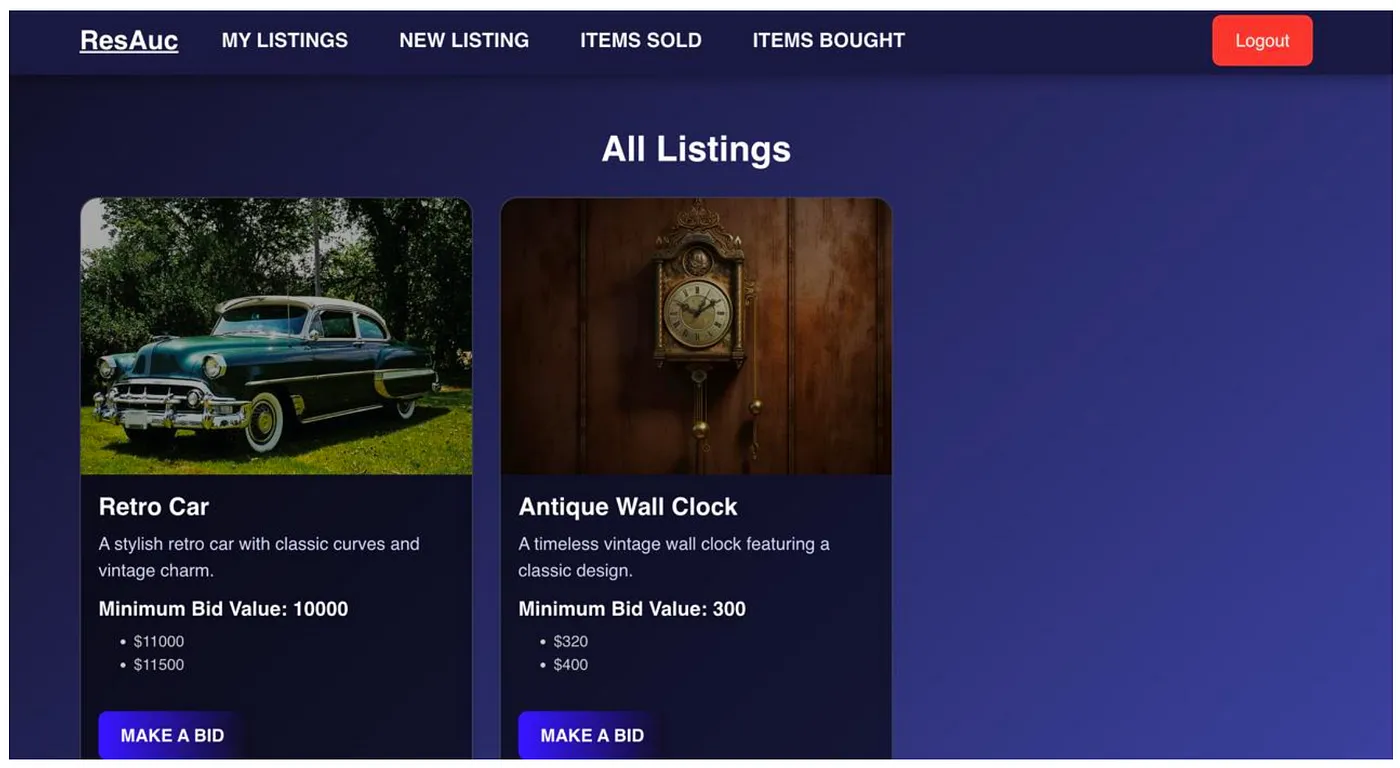 ResAuc MY LISTINGS NEW LISTING ITEMS SOLD ITEMS BOUGHT Logout
All Listings
Retro Car
A stylish retro car with classic curves and
vintage charm.
Minimum Bid Value: 10000
• $11000
• $11500
MAKE A BID
Antique Wall Clock
A timeless vintage wall clock featuring a
classic design.
Minimum Bid Value: 300
• $320
• $400
MAKE A BID